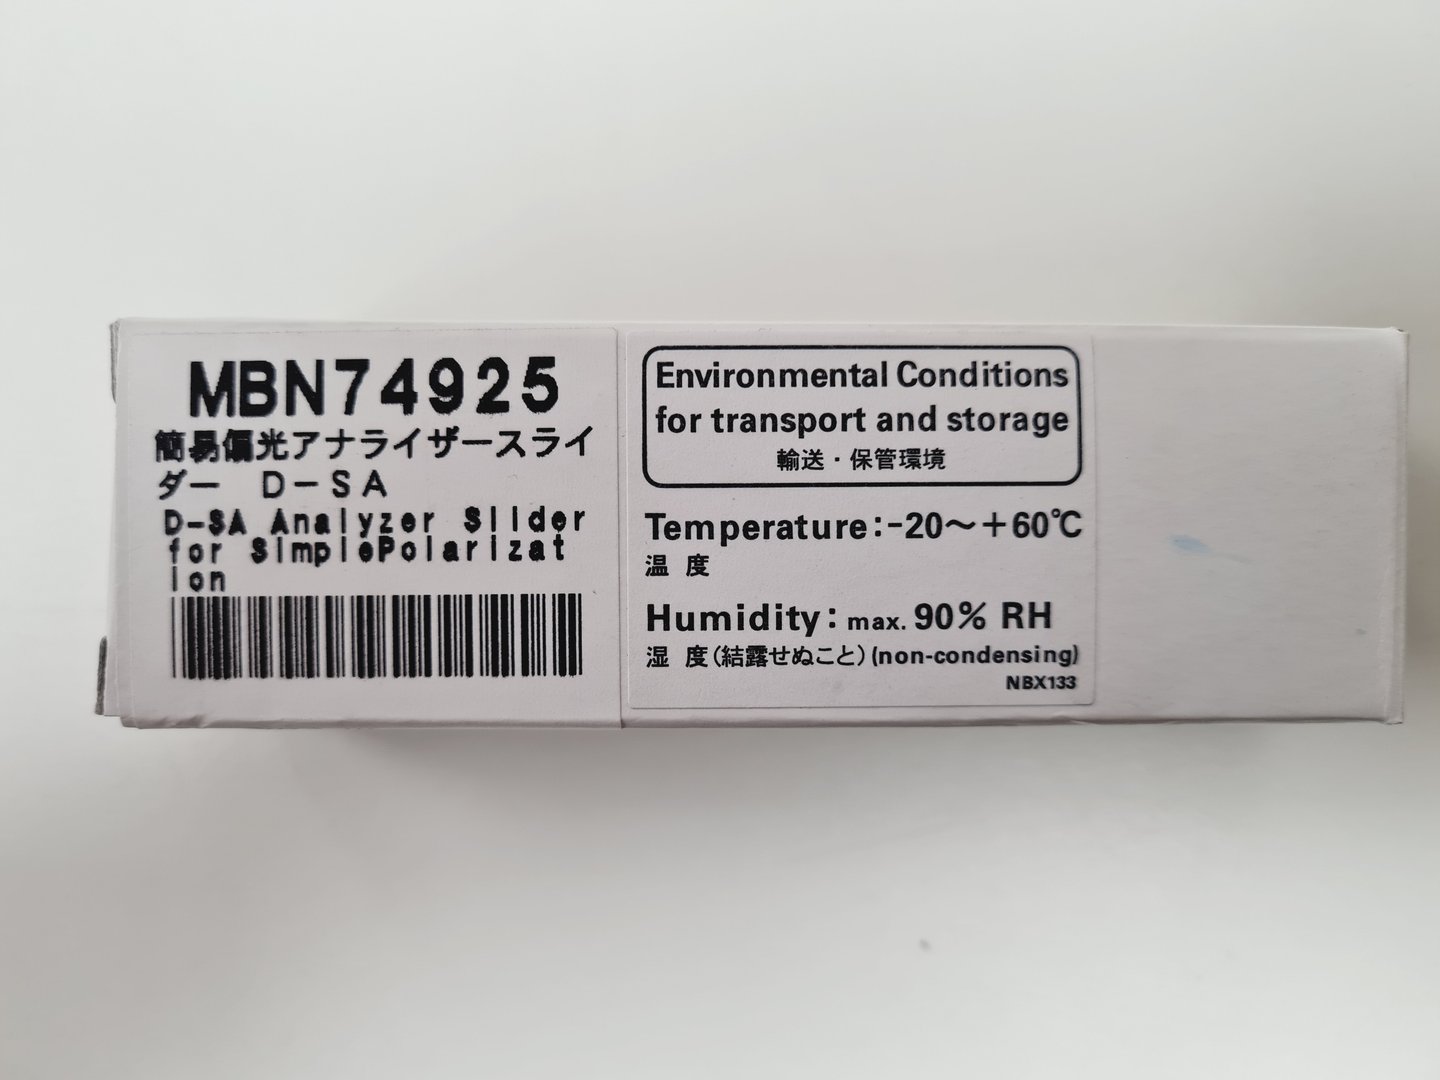 MBN74925
簡易偏光アナライザースライ
ダー　D－SA
D-SA Analyzer Slider
for SimplePolarizat
ion
Environmental Conditions
for transport and storage
輸送・保管環境
Temperature:-20～+60℃
温 度
Humidity: max. 90% RH
湿 度(結露せぬこと)(non-condensing)
NBX133